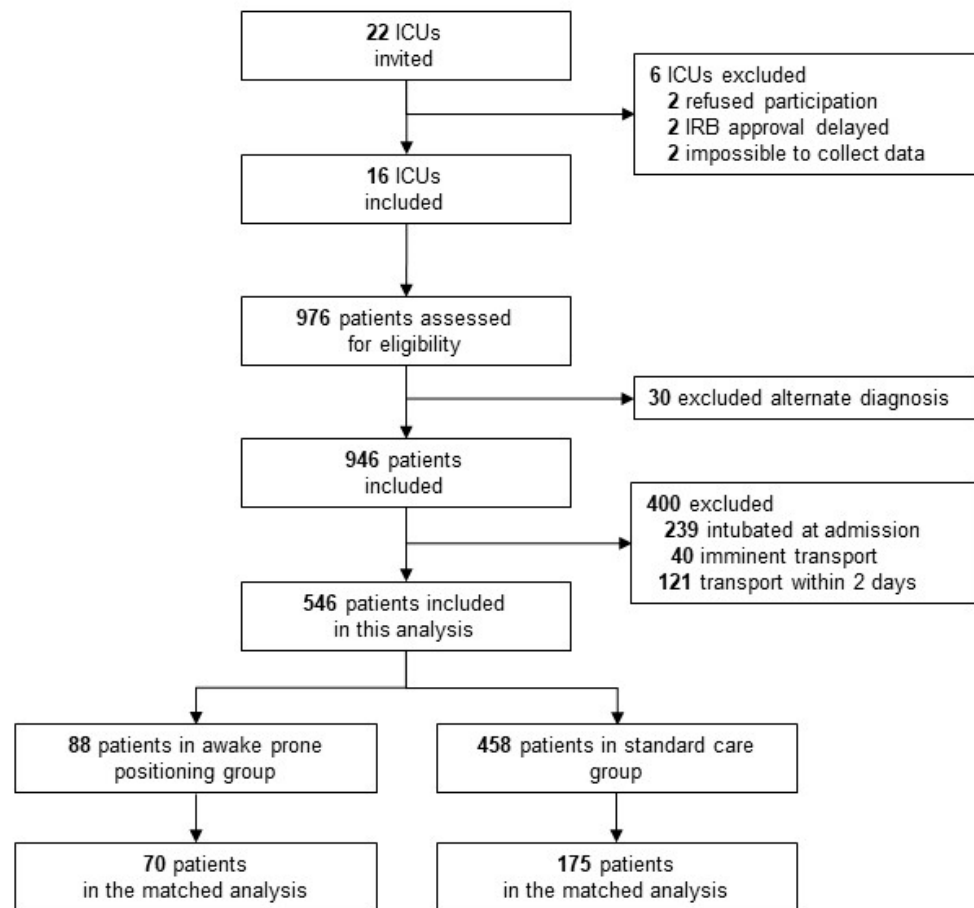 22 ICUs
invited
6 ICUs excluded
2 refused participation
2 IRB approval delayed
2 impossible to collect data
16 ICUs
included
976 patients assessed
for eligibility
30 excluded alternate diagnosis
946 patients
included
400 excluded
239 intubated at admission
40 imminent transport
121 transport within 2 days
546 patients included
in this analysis
88 patients in awake prone
positioning group
458 patients in standard care
group
70 patients
in the matched analysis
175 patients
in the matched analysis